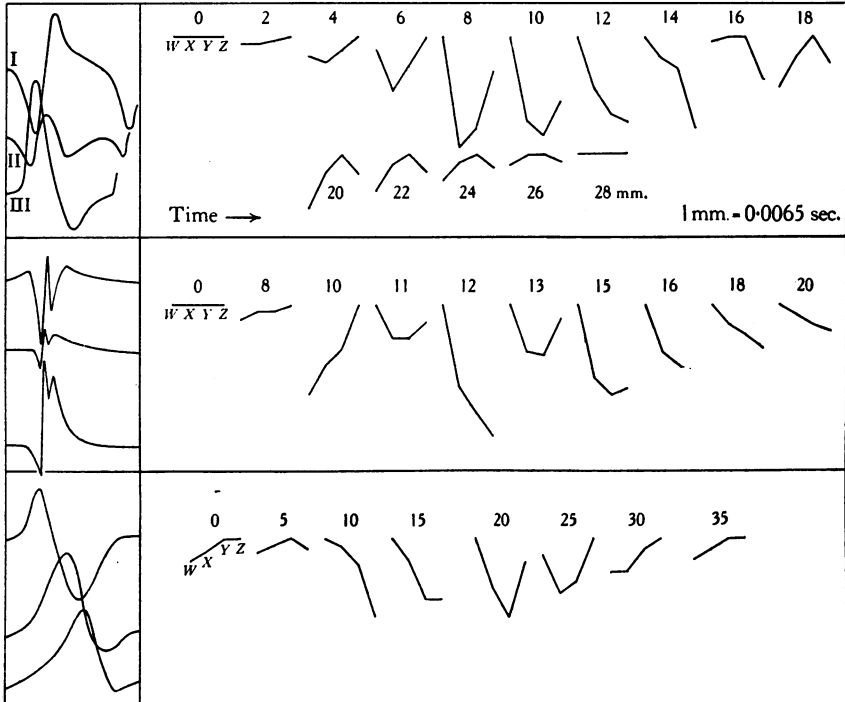 0 2 4 6 8 10 12 14 16 18
W X Y Z
I
II
III
20 22 24 26 28 mm.
Time → 1 mm. = 0·0065 sec.
0 8 10 11 12 13 15 16 18 20
W X Y Z
0 5 10 15 20 25 30 35
W X Y Z